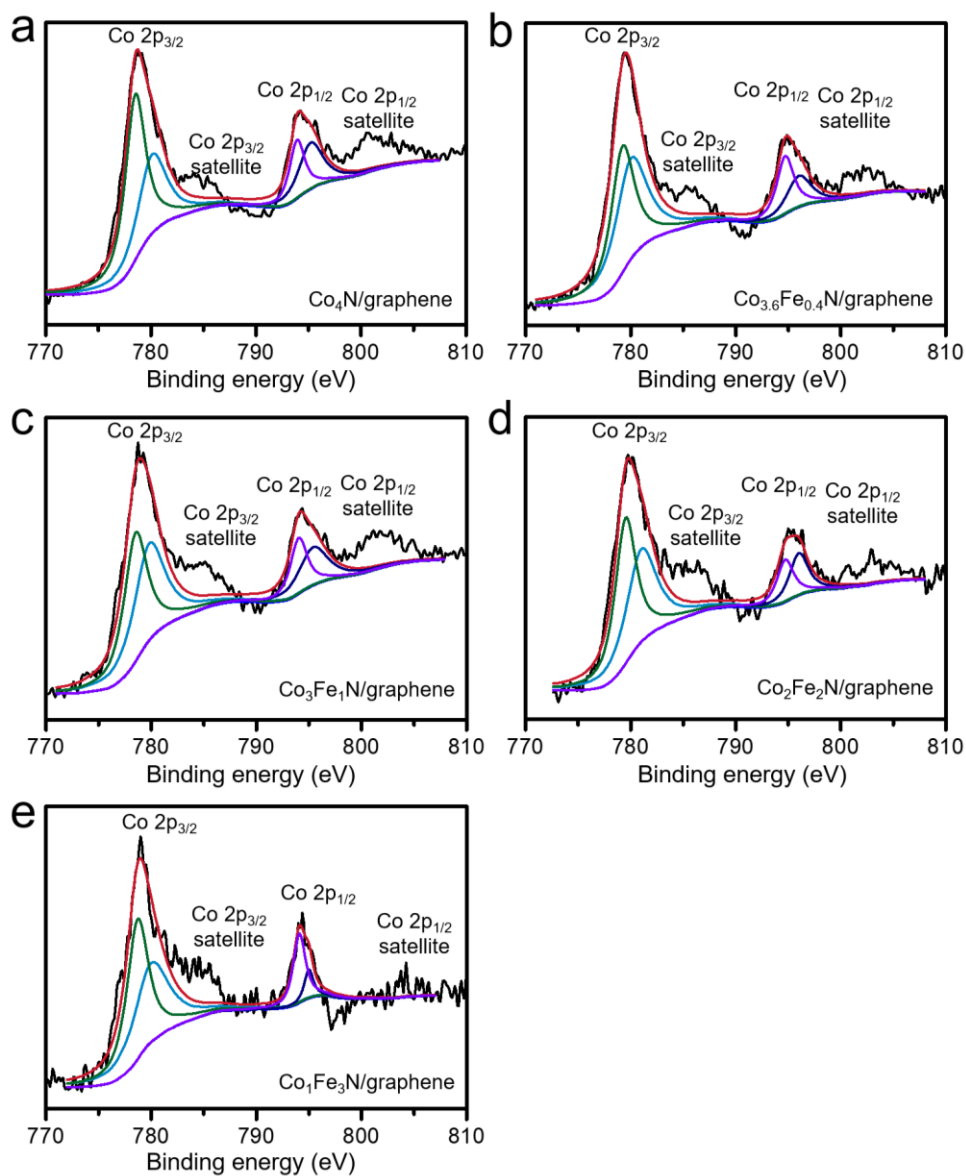 a
Co 2p3/2
Co 2p3/2
satellite
Co 2p1/2
Co 2p1/2
satellite
Co4N/graphene
770 780 790 800 810
Binding energy (eV)
b
Co 2p3/2
Co 2p3/2
satellite
Co 2p1/2
Co 2p1/2
satellite
Co3.6Fe0.4N/graphene
770 780 790 800 810
Binding energy (eV)
c
Co 2p3/2
Co 2p3/2
satellite
Co 2p1/2
Co 2p1/2
satellite
Co3Fe1N/graphene
770 780 790 800 810
Binding energy (eV)
d
Co 2p3/2
Co 2p3/2
satellite
Co 2p1/2
Co 2p1/2
satellite
Co2Fe2N/graphene
770 780 790 800 810
Binding energy (eV)
e
Co 2p3/2
Co 2p3/2
satellite
Co 2p1/2
Co 2p1/2
satellite
Co1Fe3N/graphene
770 780 790 800 810
Binding energy (eV)